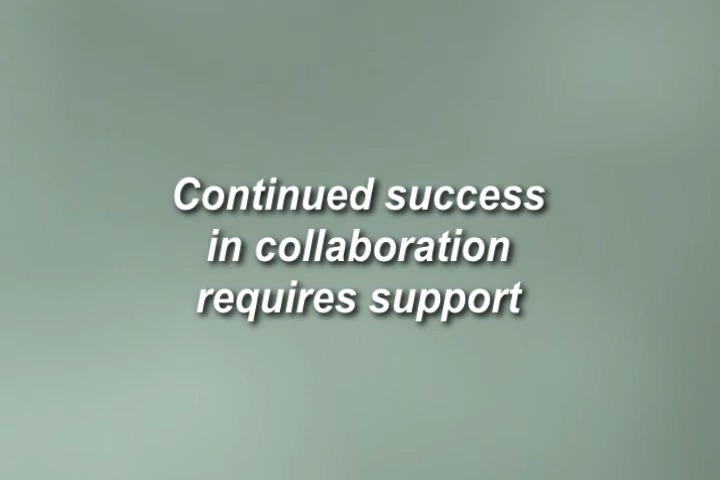 Continued success
in collaboration
requires support